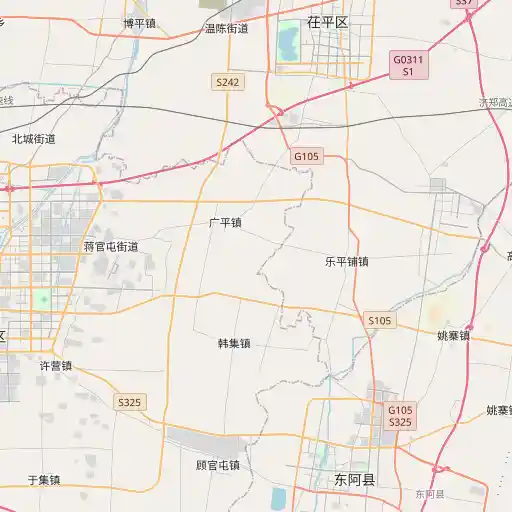 博平镇
温陈街道
茌平区
S37
G0311
S1
S242
济郑高
北城街道
G105
广平镇
蒋官屯街道
乐平铺镇
S105
姚寨镇
韩集镇
区
许营镇
S325
G105
S325
姚寨镇
顾官屯镇
于集镇
东阿县
东阿县